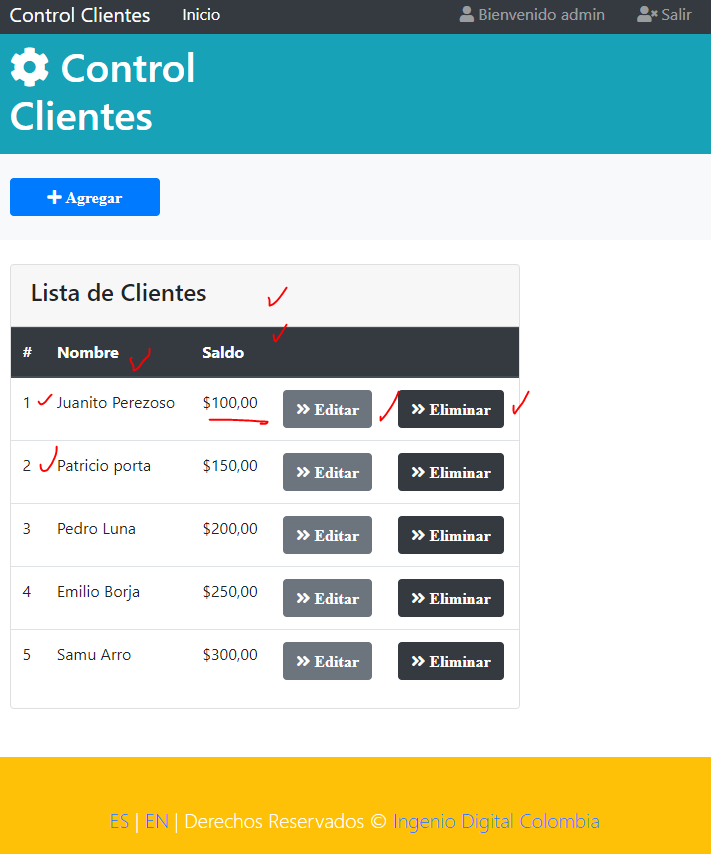 Control Clientes Inicio Bienvenido admin Salir
Control
Clientes
Agregar
Lista de Clientes
# Nombre Saldo
1 Juanito Perezoso $100,00 Editar Eliminar
2 Patricio porta $150,00 Editar Eliminar
3 Pedro Luna $200,00 Editar Eliminar
4 Emilio Borja $250,00 Editar Eliminar
5 Samu Arro $300,00 Editar Eliminar
ES | EN | Derechos Reservados © Ingenio Digital Colombia